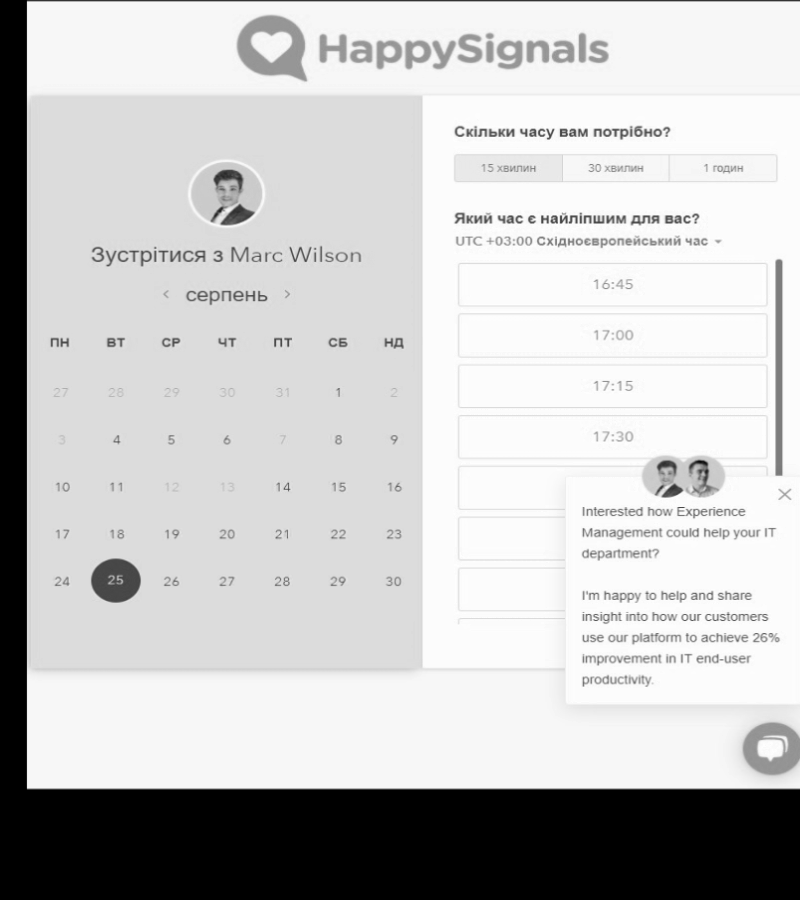 HappySignals
Зустрітися з Marc Wilson
серпень
ПН ВТ СР ЧТ ПТ СБ НД
27 28 29 30 31 1 2
3 4 5 6 7 8 9
10 11 12 13 14 15 16
17 18 19 20 21 22 23
24 25 26 27 28 29 30
Скільки часу вам потрібно?
15 хвилин 30 хвилин 1 годин
Який час є найліпшим для вас?
UTC +03:00 Східноєвропейський час
16:45
17:00
17:15
17:30
Interested how Experience
Management could help your IT
department?
I'm happy to help and share
insight into how our customers
use our platform to achieve 26%
improvement in IT end-user
productivity.